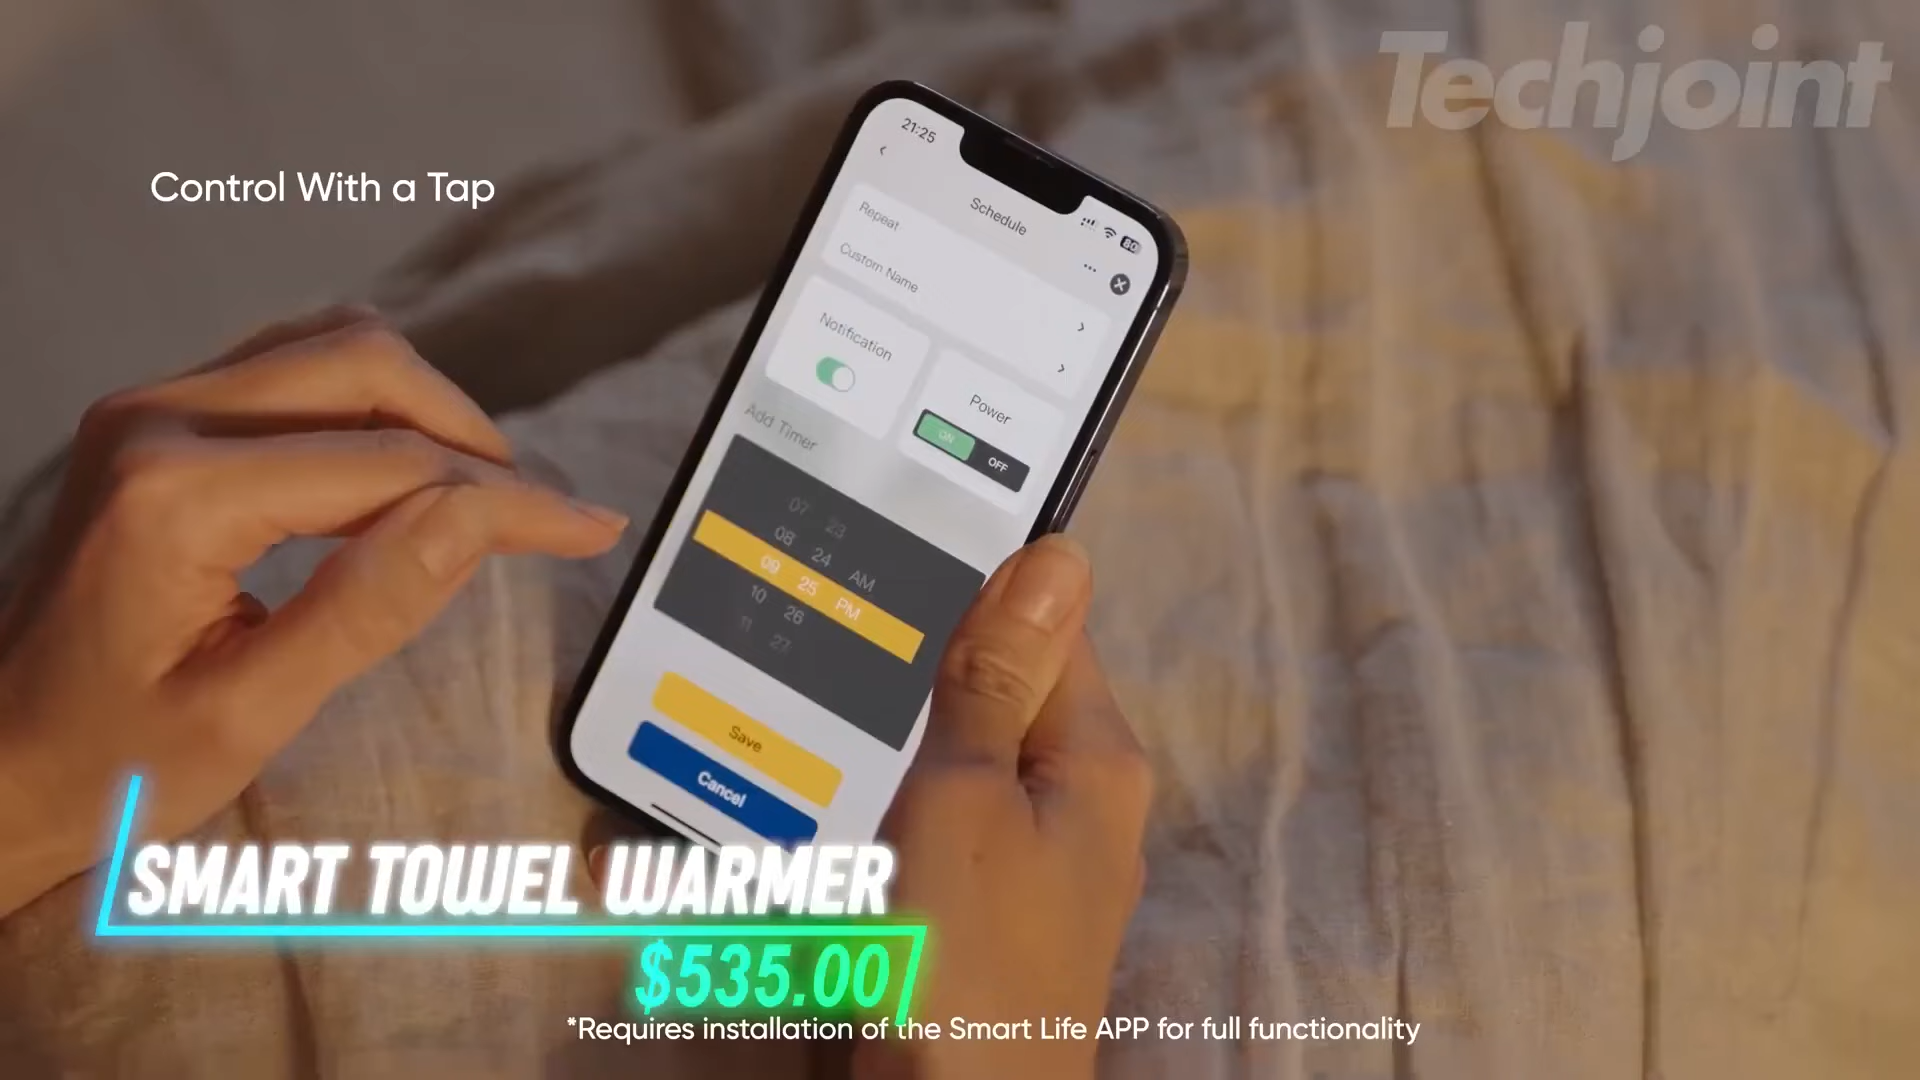 Techjoint
Control With a Tap
21:25
80
Schedule
Repeat
Custom Name
Notification
Power
ON
OFF
Add Timer
07 23
08 24 AM
09 25 PM
10 26
11 27
Save
Cancel
SMART TOWEL WARMER
$535.00
*Requires installation of the Smart Life APP for full functionality